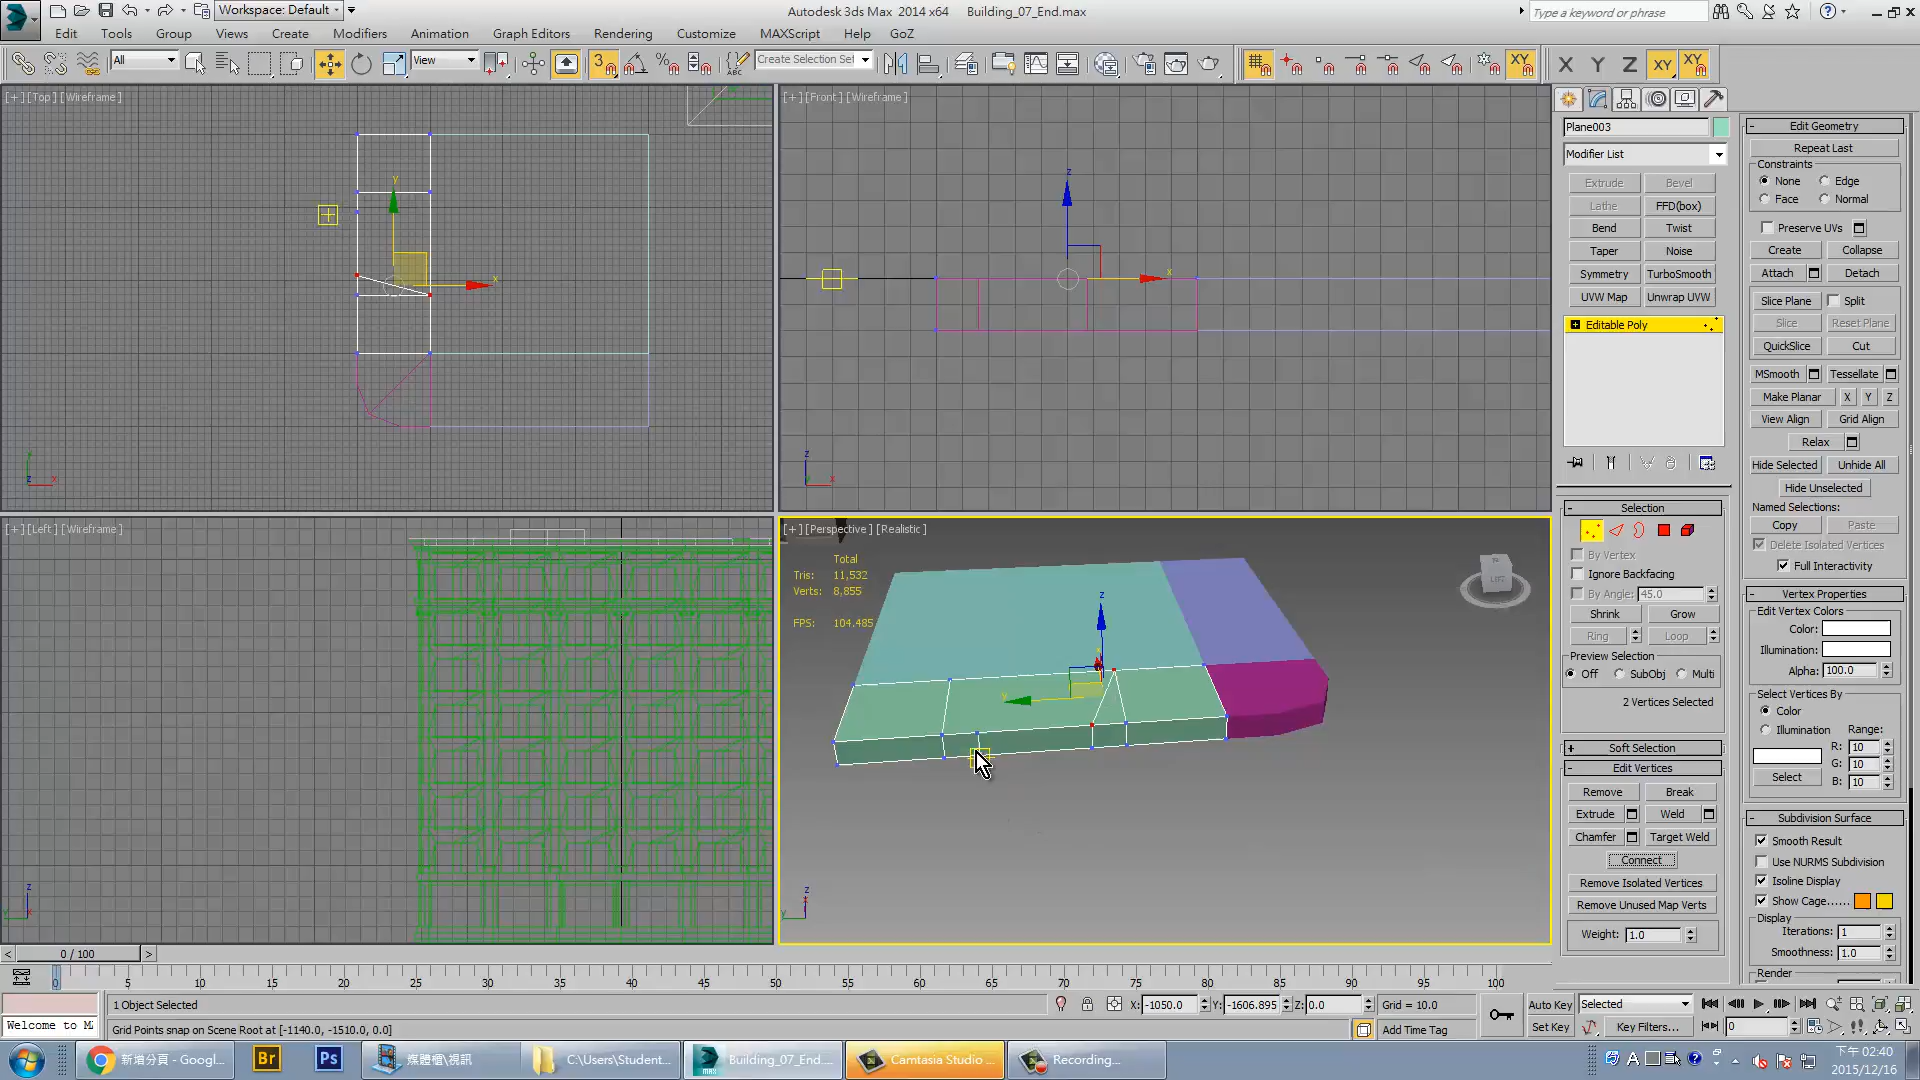 Workspace: Default
Autodesk 3ds Max 2014 x64 Building_07_End.max
Type a keyword or phrase
Edit Tools Group Views Create Modifiers Animation Graph Editors Rendering Customize MAXScript Help GoZ
All View 3 Create Selection Se X Y Z XY
[+] [Top] [Wireframe]
[+] [Front] [Wireframe]
[+] [Left] [Wireframe]
[+] [Perspective] [Realistic]
Total
Tris: 11,532
Verts: 8,855
FPS: 104.485
Plane003
Modifier List
Extrude Bevel
Lathe FFD(box)
Bend Twist
Taper Noise
Symmetry TurboSmooth
UVW Map Unwrap UVW
Editable Poly
Selection
By Vertex
Ignore Backfacing
By Angle: 45.0
Shrink Grow
Ring Loop
Preview Selection
Off SubObj Multi
2 Vertices Selected
Soft Selection
Edit Vertices
Remove Break
Extrude Weld
Chamfer Target Weld
Connect
Remove Isolated Vertices
Remove Unused Map Verts
Weight: 1.0
Edit Geometry
Repeat Last
Constraints
None Edge
Face Normal
Preserve UVs
Create Collapse
Attach Detach
Slice Plane Split
Slice Reset Plane
QuickSlice Cut
MSmooth Tessellate
Make Planar X Y Z
View Align Grid Align
Relax
Hide Selected Unhide All
Hide Unselected
Named Selections:
Copy Paste
Delete Isolated Vertices
Full Interactivity
Vertex Properties
Edit Vertex Colors
Color:
Illumination:
Alpha: 100.0
Select Vertices By
Color
Illumination Range:
R: 10
G: 10
Select B: 10
Subdivision Surface
Smooth Result
Use NURMS Subdivision
Isoline Display
Show Cage......
Display
Iterations: 1
Smoothness: 1.0
Render
0 / 100
0 5 10 15 20 25 30 35 40 45 50 55 60 65 70 75 80 85 90 95 100
1 Object Selected X: -1050.0 Y: -1606.895 Z: 0.0 Grid = 10.0 Auto Key Selected
Welcome to MA Grid Points snap on Scene Root at [-1140.0, -1510.0, 0.0] Add Time Tag Set Key Key Filters... 0
新增分頁 - Googl... Br Ps 媒體櫃\視訊 C:\Users\Student... Building_07_End.... Camtasia Studio ... Recording...
下午 02:40
2015/12/16